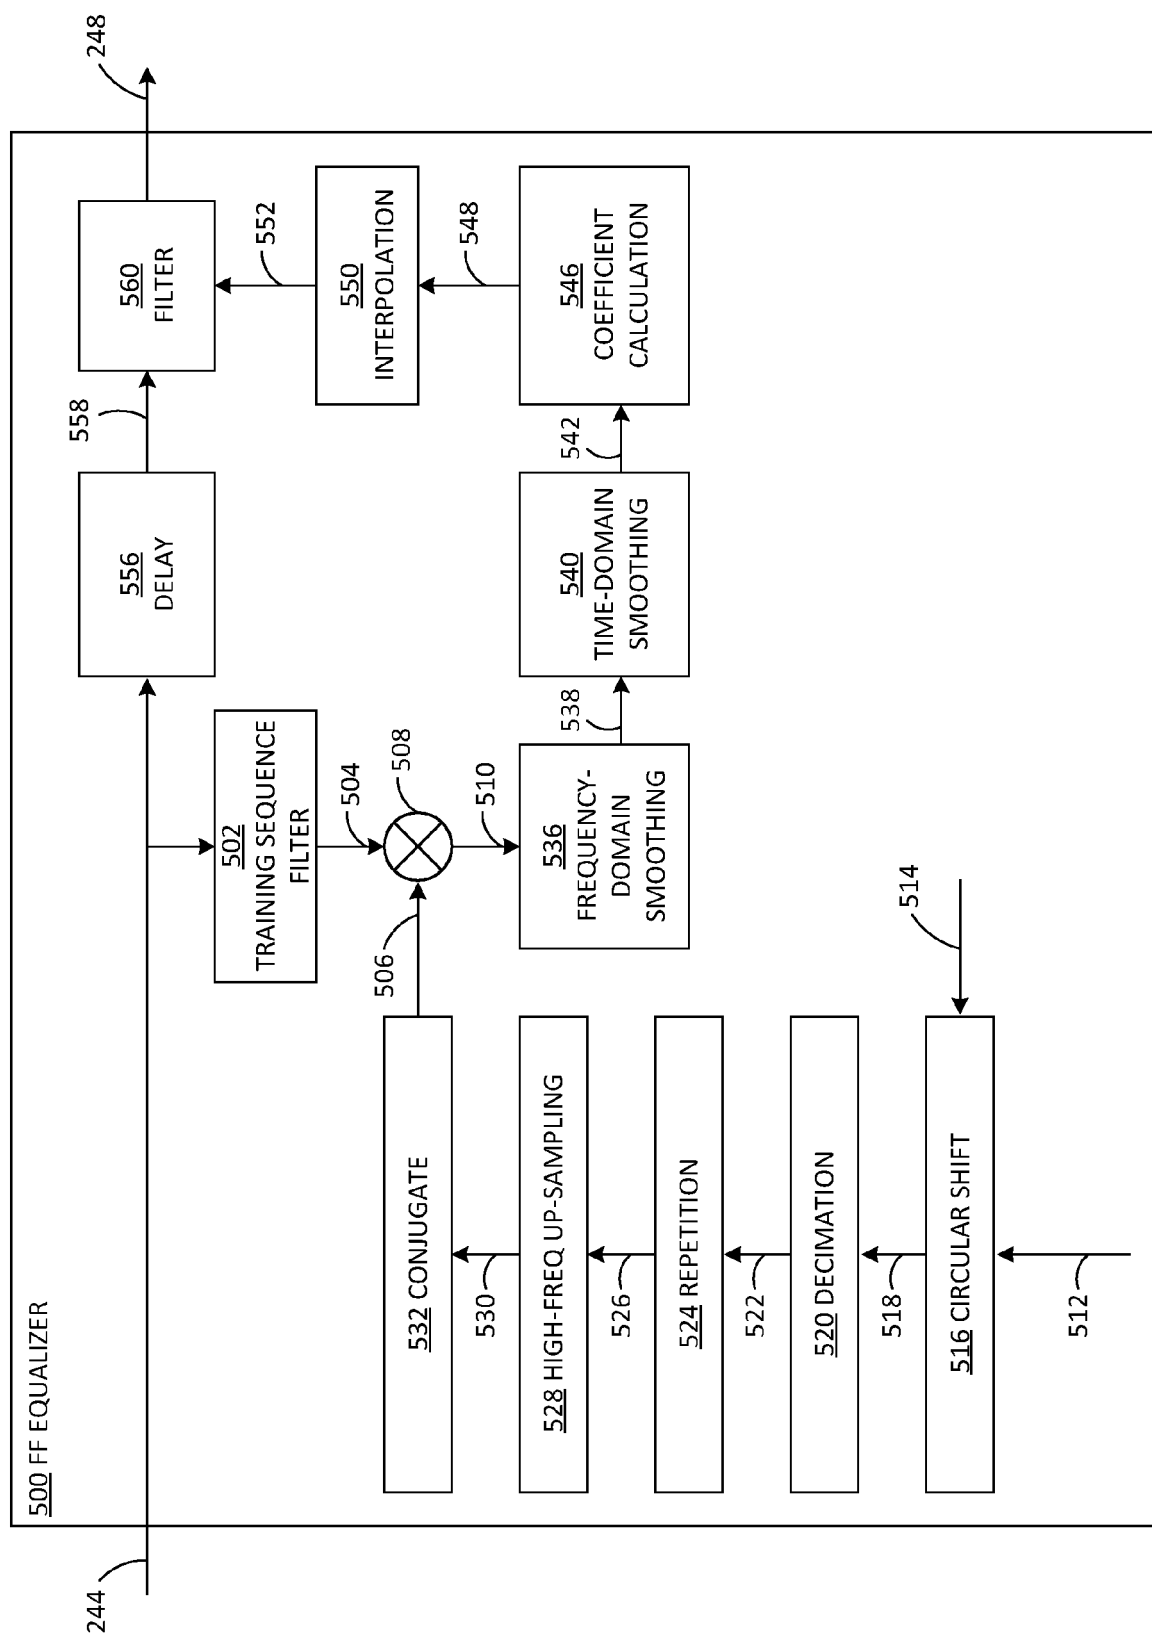 500 FF EQUALIZER
244
248
556
DELAY
558
560
FILTER
502
TRAINING SEQUENCE
FILTER
504
552
550
INTERPOLATION
506
508
532 CONJUGATE
510
548
530
528 HIGH-FREQ UP-SAMPLING
536
FREQUENCY-
DOMAIN
SMOOTHING
538
540
TIME-DOMAIN
SMOOTHING
542
546
COEFFICIENT
CALCULATION
526
524 REPETITION
522
520 DECIMATION
518
514
516 CIRCULAR SHIFT
512